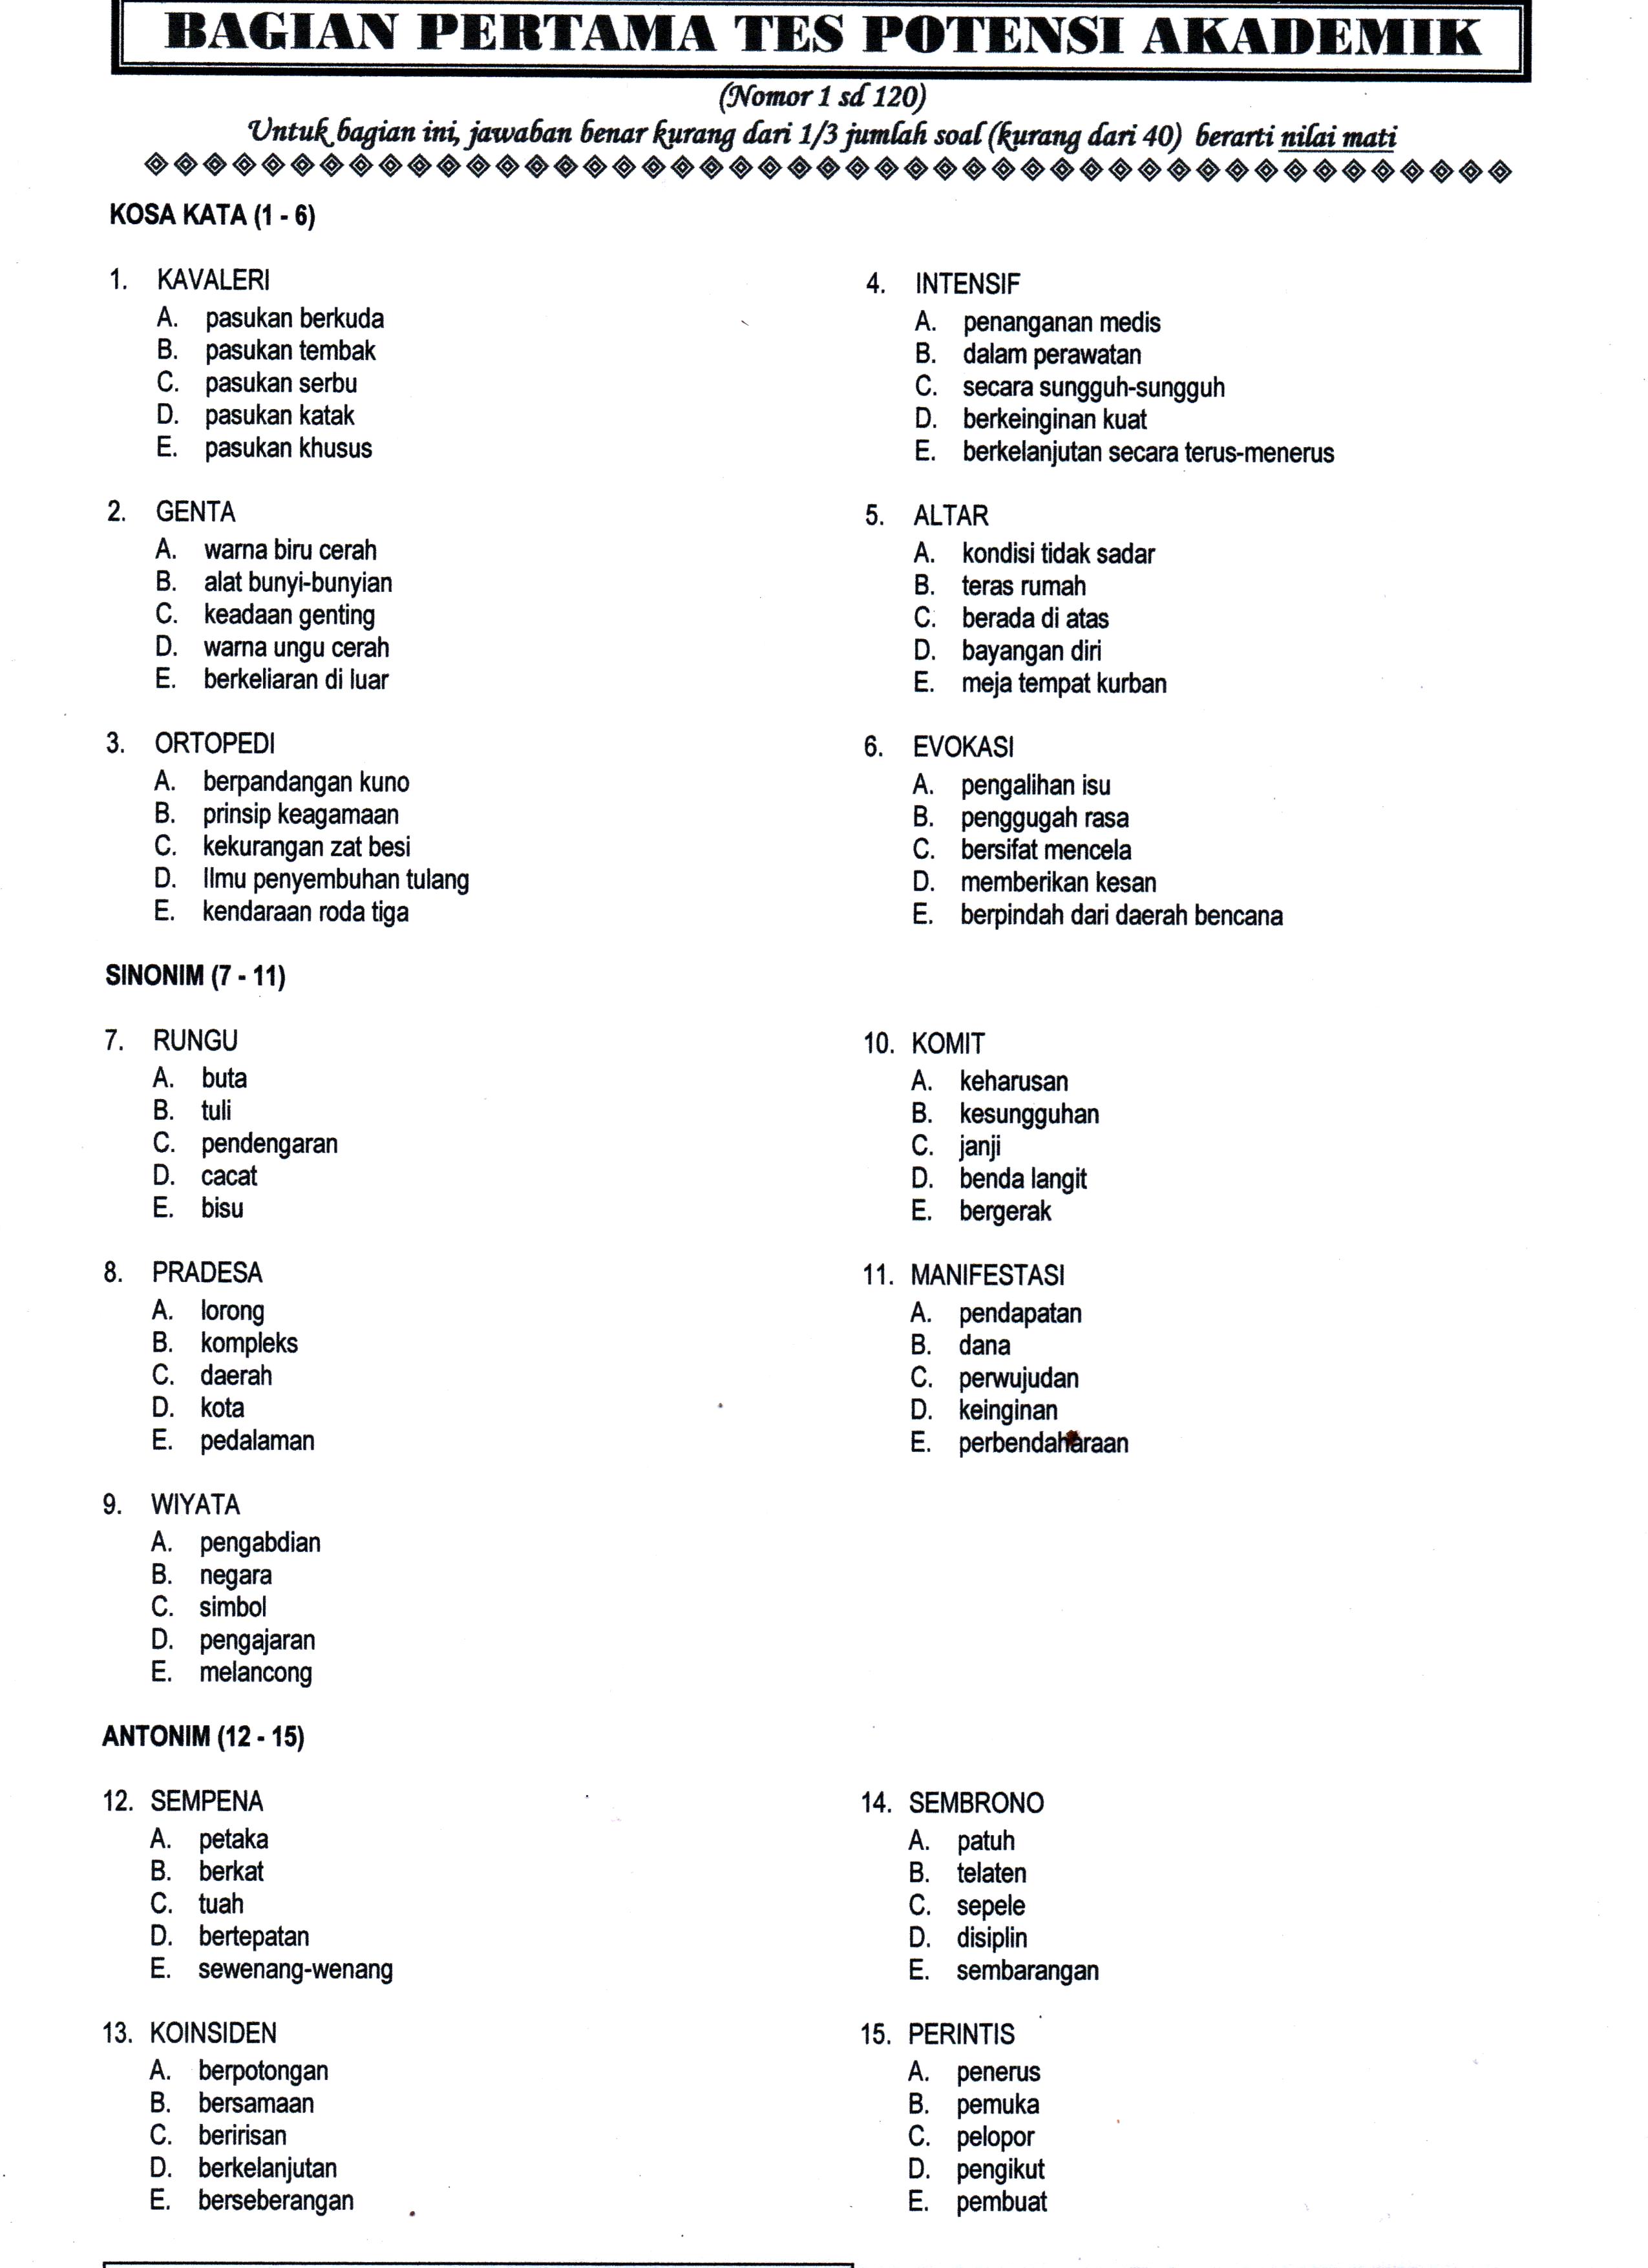 BAGIAN PERTAMA TES POTENSI AKADEMIK
(Nomor 1 sd 120)
Untuk bagian ini, jawaban benar kurang dari 1/3 jumlah soal (kurang dari 40) berarti nilai mati
KOSA KATA (1 - 6)
1. KAVALERI
A. pasukan berkuda
B. pasukan tembak
C. pasukan serbu
D. pasukan katak
E. pasukan khusus
2. GENTA
A. warna biru cerah
B. alat bunyi-bunyian
C. keadaan genting
D. warna ungu cerah
E. berkeliaran di luar
3. ORTOPEDI
A. berpandangan kuno
B. prinsip keagamaan
C. kekurangan zat besi
D. Ilmu penyembuhan tulang
E. kendaraan roda tiga
4. INTENSIF
A. penanganan medis
B. dalam perawatan
C. secara sungguh-sungguh
D. berkeinginan kuat
E. berkelanjutan secara terus-menerus
5. ALTAR
A. kondisi tidak sadar
B. teras rumah
C. berada di atas
D. bayangan diri
E. meja tempat kurban
6. EVOKASI
A. pengalihan isu
B. penggugah rasa
C. bersifat mencela
D. memberikan kesan
E. berpindah dari daerah bencana
SINONIM (7 - 11)
7. RUNGU
A. buta
B. tuli
C. pendengaran
D. cacat
E. bisu
8. PRADESA
A. lorong
B. kompleks
C. daerah
D. kota
E. pedalaman
9. WIYATA
A. pengabdian
B. negara
C. simbol
D. pengajaran
E. melancong
10. KOMIT
A. keharusan
B. kesungguhan
C. janji
D. benda langit
E. bergerak
11. MANIFESTASI
A. pendapatan
B. dana
C. perwujudan
D. keinginan
E. perbendaharaan
ANTONIM (12 - 15)
12. SEMPENA
A. petaka
B. berkat
C. tuah
D. bertepatan
E. sewenang-wenang
13. KOINSIDEN
A. berpotongan
B. bersamaan
C. beririsan
D. berkelanjutan
E. berseberangan
14. SEMBRONO
A. patuh
B. telaten
C. sepele
D. disiplin
E. sembarangan
15. PERINTIS
A. penerus
B. pemuka
C. pelopor
D. pengikut
E. pembuat